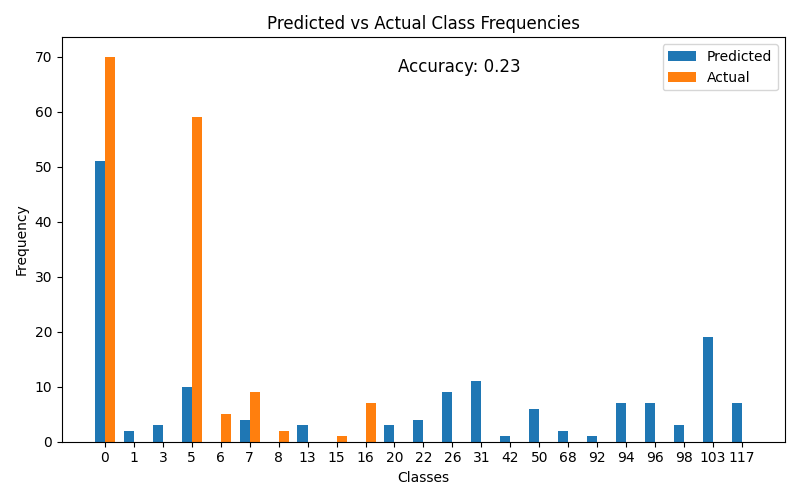 Predicted vs Actual Class Frequencies
Accuracy: 0.23
Predicted
Actual
Frequency
70
60
50
40
30
20
10
0
0 1 3 5 6 7 8 13 15 16 20 22 26 31 42 50 68 92 94 96 98 103 117
Classes